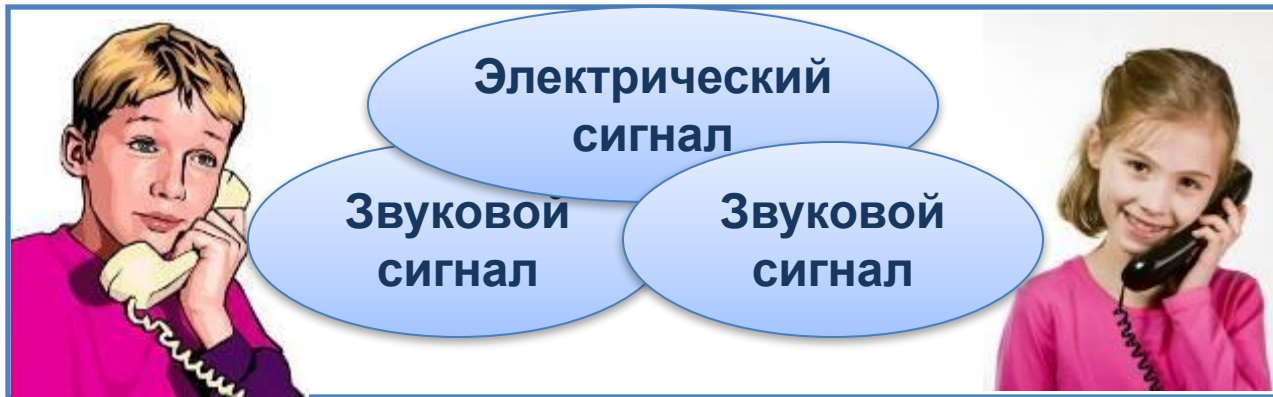 Электрический
сигнал
Звуковой
сигнал
Звуковой
сигнал